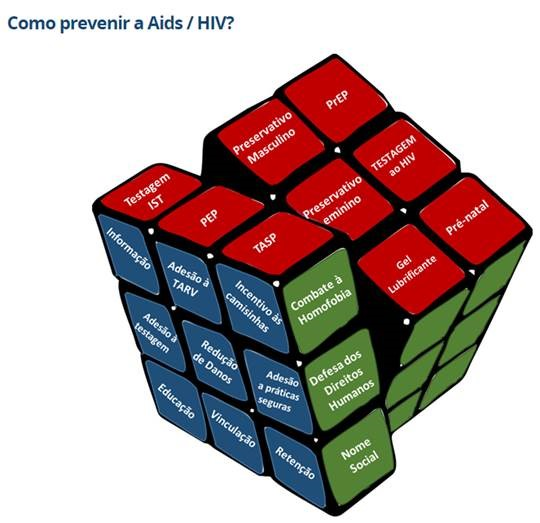 Como prevenir a Aids / HIV?
PrEP
Preservativo
Masculino
TESTAGEM
ao HIV
Preservativo
eminino
Pré-natal
Gel
Lubrificante
Testagem
IST
PEP
TASP
Informação
Adesão à
TARV
Incentivo às
camisinhas
Combate à
Homofobia
Adesão à
testagem
Redução
de Danos
Adesão
a práticas
seguras
Defesa dos
Direitos
Humanos
Educação
Vinculação
Retenção
Nome
Social